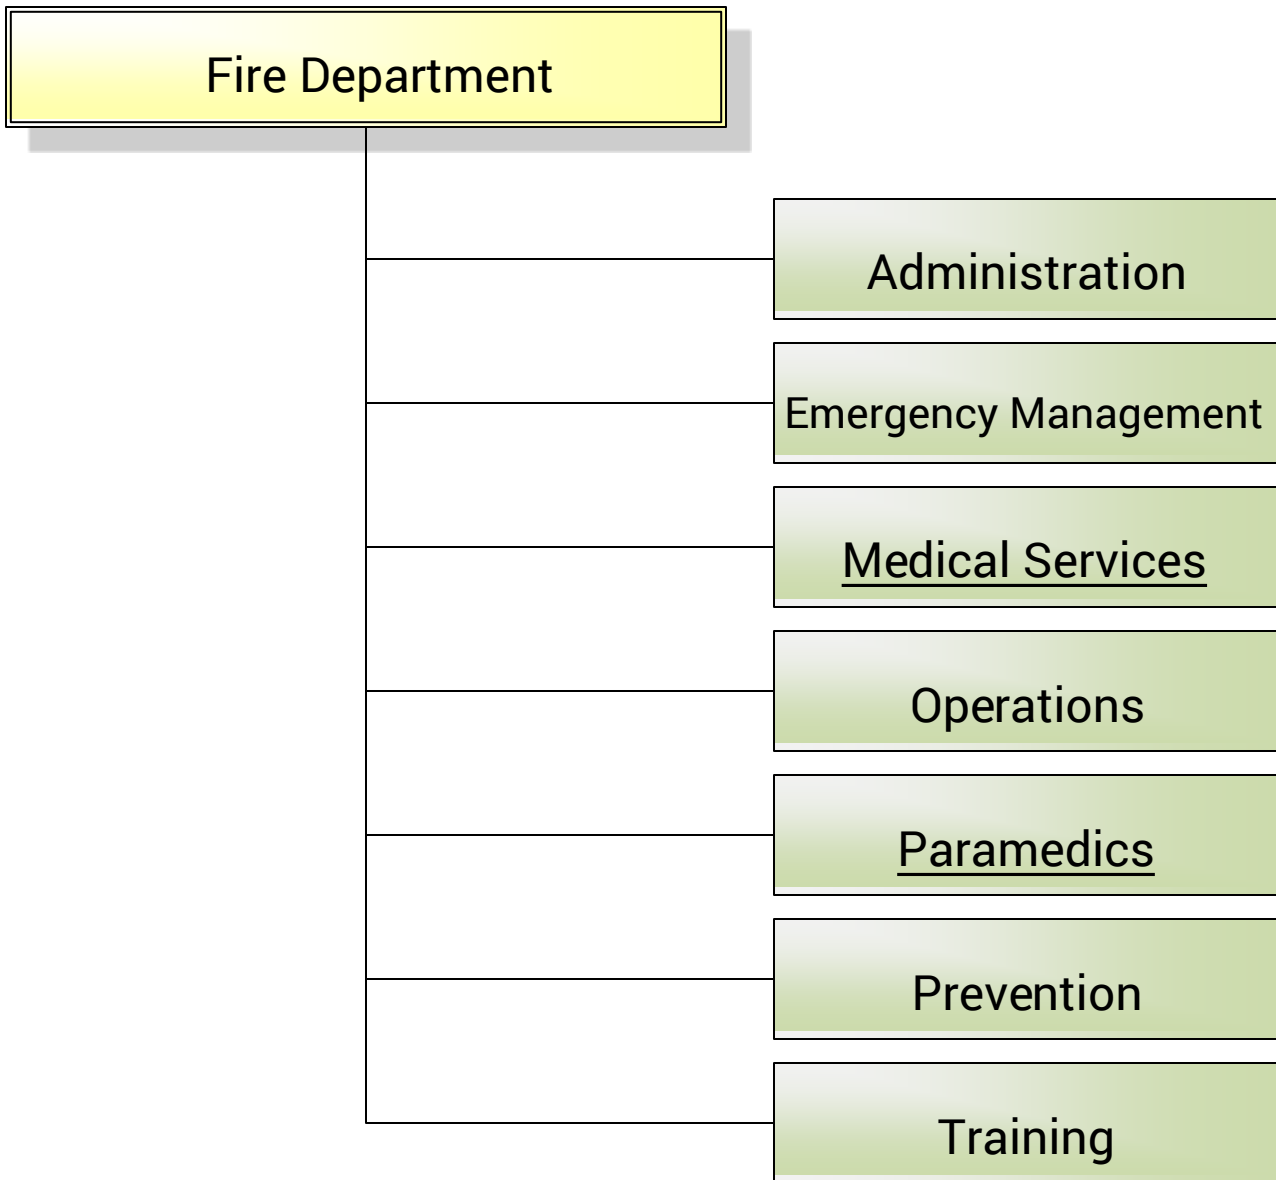 Fire Department
Administration
Emergency Management
Medical Services
Operations
Paramedics
Prevention
Training